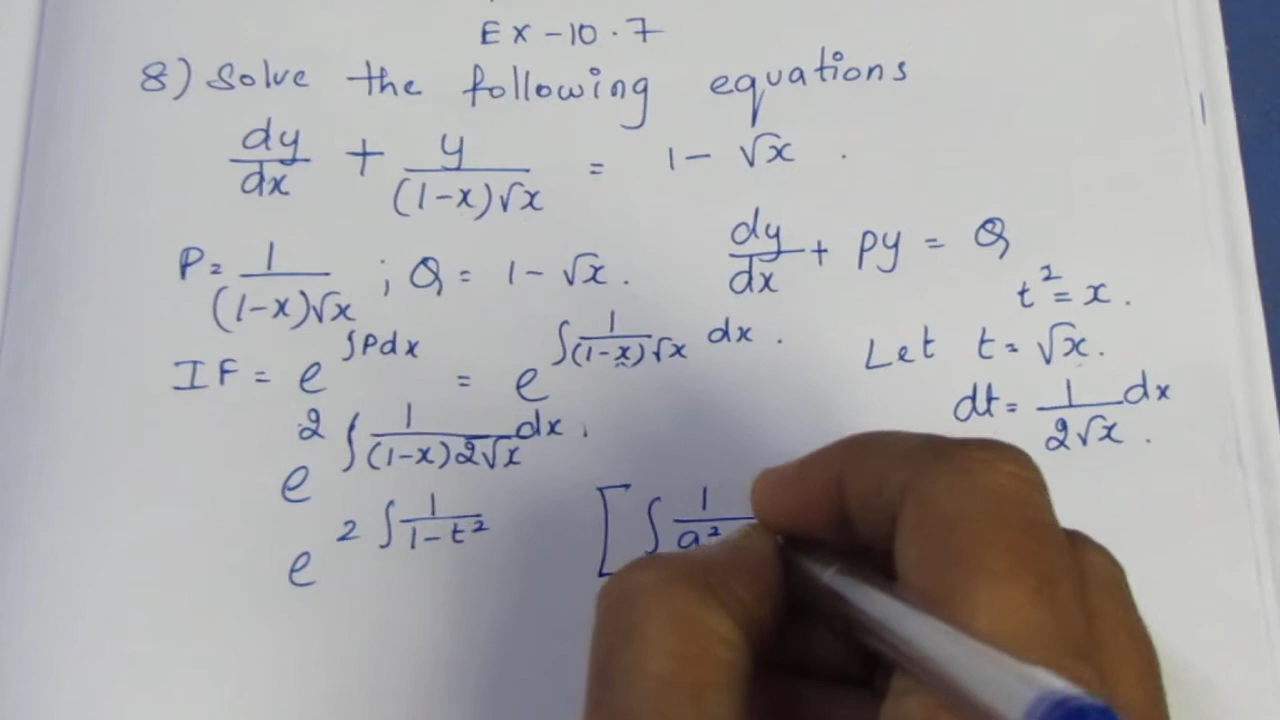 Ex-10.7
8) Solve the following equations
dy/dx + y/((1-x)√x) = 1 - √x .
P = 1/((1-x)√x) ; Q = 1 - √x . dy/dx + Py = Q
t² = x .
IF = e^∫Pdx = e^∫ 1/((1-x)√x) dx . Let t = √x .
dt = 1/(2√x) dx .
e^2∫ 1/((1-x)2√x) dx .
e^2∫ 1/(1-t²) [ ∫ 1/a²